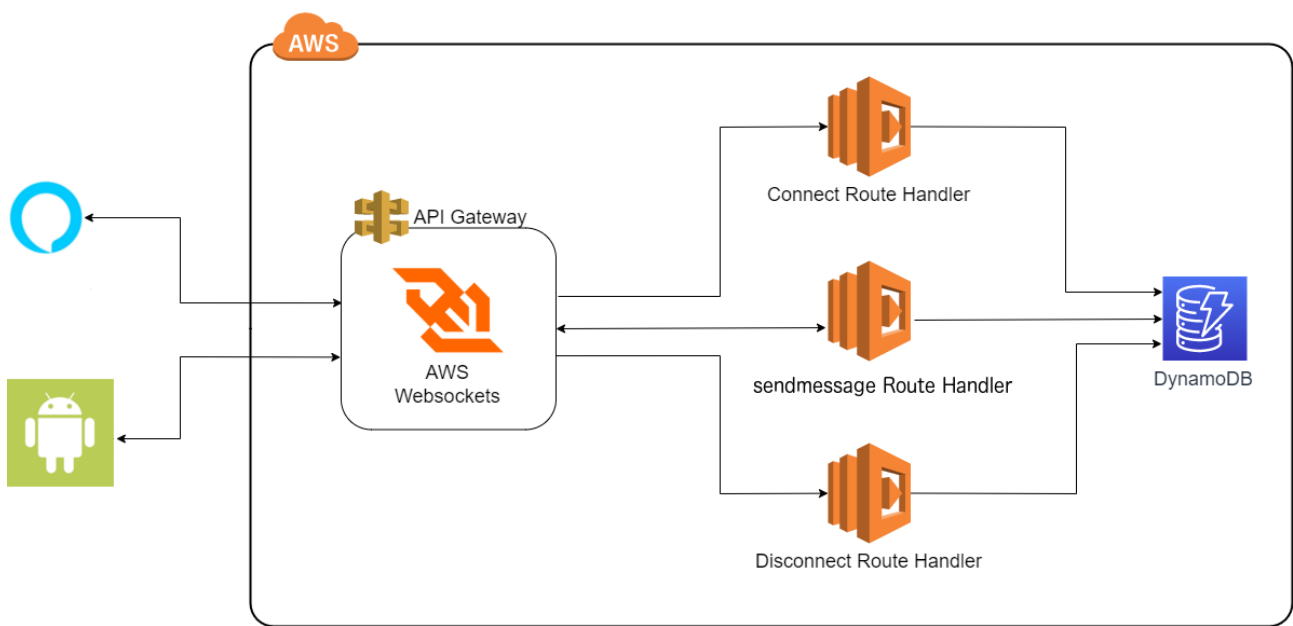 AWS
Connect Route Handler
API Gateway
AWS
Websockets
sendmessage Route Handler
DynamoDB
Disconnect Route Handler